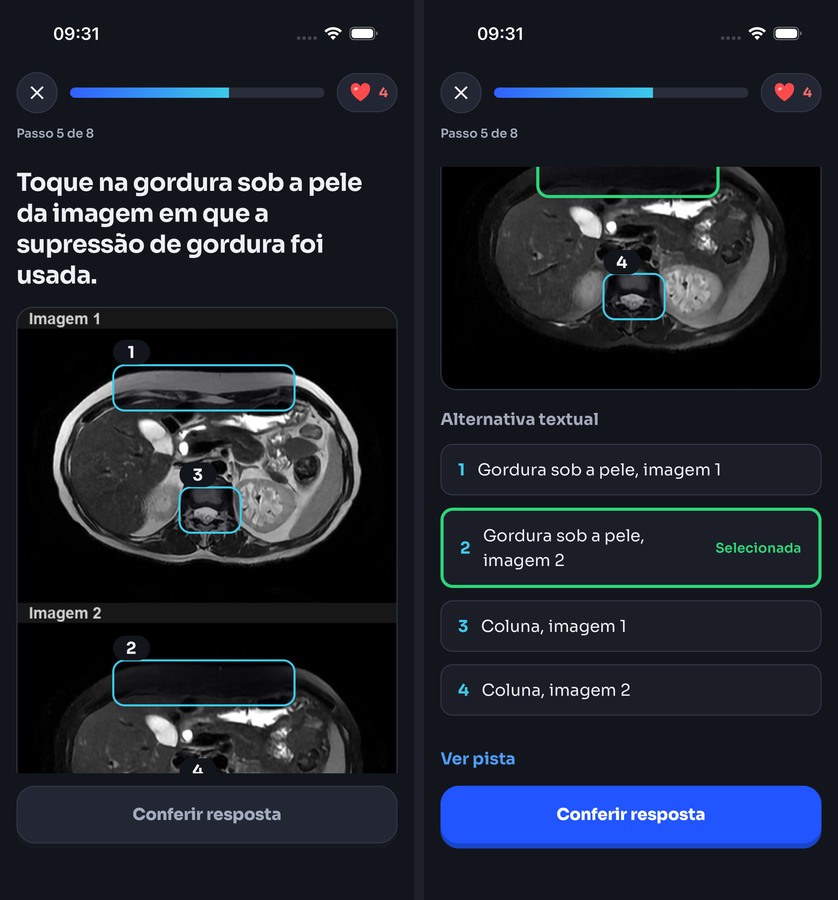 09:31
4
Passo 5 de 8
Toque na gordura sob a pele
da imagem em que a
supressão de gordura foi
usada.
Imagem 1
1
3
Imagem 2
2
4
Conferir resposta
09:31
4
Passo 5 de 8
4
Alternativa textual
1 Gordura sob a pele, imagem 1
2 Gordura sob a pele,
imagem 2
Selecionada
3 Coluna, imagem 1
4 Coluna, imagem 2
Ver pista
Conferir resposta